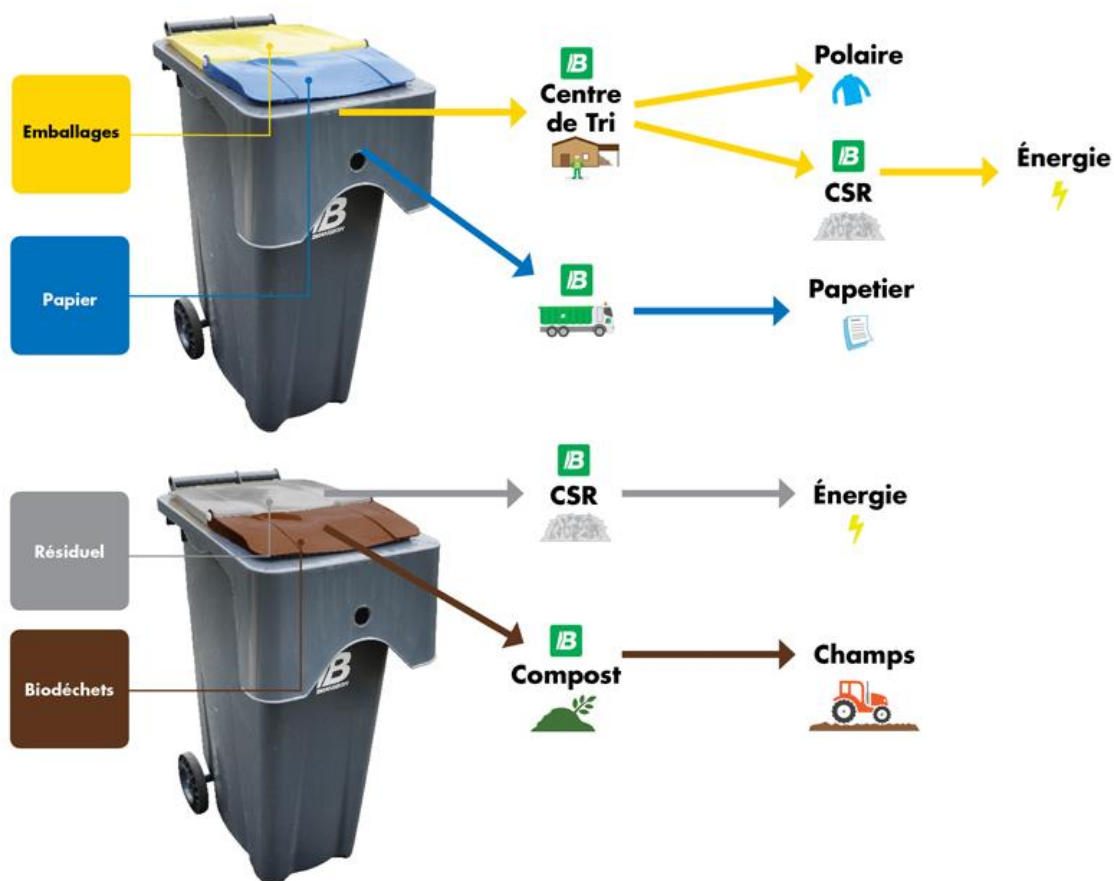 Emballages
Papier
B
Centre
de Tri
Polaire
B
CSR
Énergie
B
Papetier
B
Résiduel
Biodéchets
B
CSR
Énergie
B
Compost
Champs
B